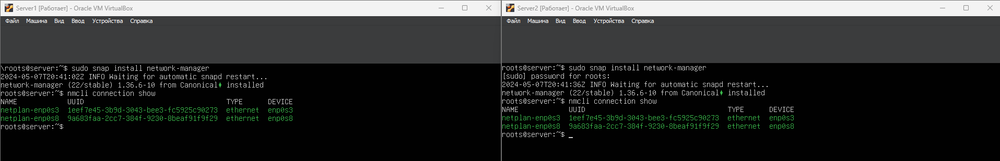 Server1 [Работает] - Oracle VM VirtualBox
Файл Машина Вид Ввод Устройства Справка
\roots@server:~$ sudo snap install network-manager
2024-05-07T20:41:02Z INFO Waiting for automatic snapd restart...
network-manager (22/stable) 1.36.6-10 from Canonical♦ installed
roots@server:~$ nmcli connection show
NAME UUID TYPE DEVICE
netplan-enp0s3 1eef7e45-3b9d-3043-bee3-fc5925c90273 ethernet enp0s3
netplan-enp0s8 9a683faa-2cc7-384f-9230-8beaf91f9f29 ethernet enp0s8
roots@server:~$
Server2 [Работает] - Oracle VM VirtualBox
Файл Машина Вид Ввод Устройства Справка
roots@server:~$ sudo snap install network-manager
[sudo] password for roots:
2024-05-07T20:41:36Z INFO Waiting for automatic snapd restart...
network-manager (22/stable) 1.36.6-10 from Canonical♦ installed
roots@server:~$ nmcli connection show
NAME UUID TYPE DEVICE
netplan-enp0s3 1eef7e45-3b9d-3043-bee3-fc5925c90273 ethernet enp0s3
netplan-enp0s8 9a683faa-2cc7-384f-9230-8beaf91f9f29 ethernet enp0s8
roots@server:~$ _